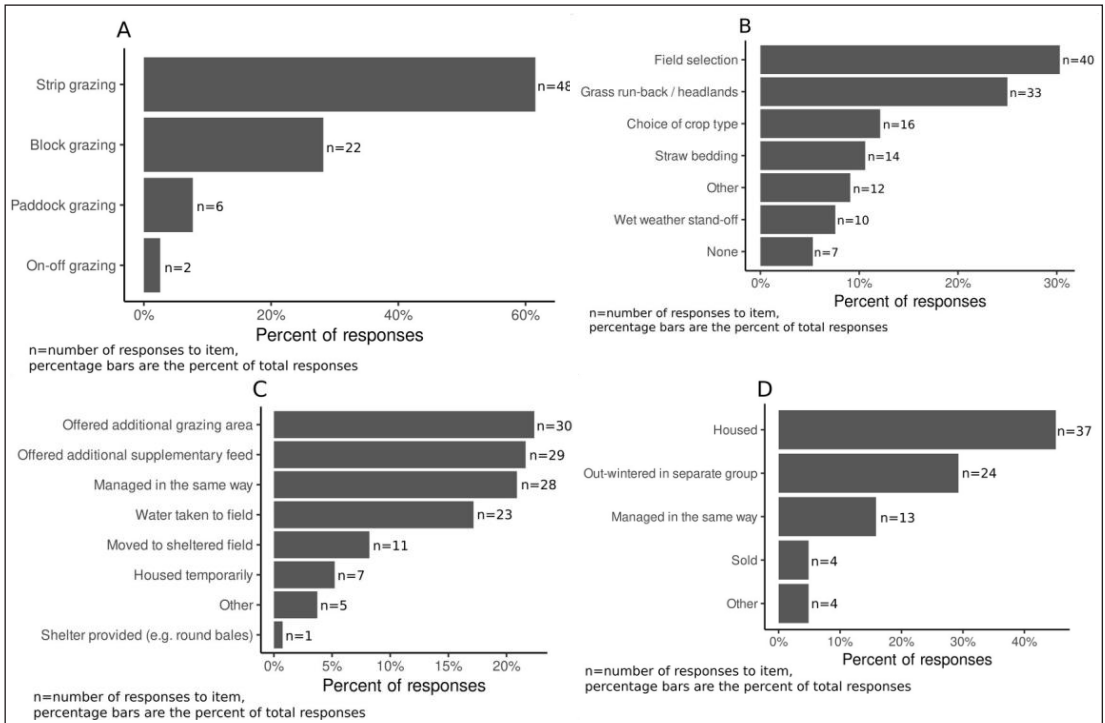 A
Strip grazing
n=48
Block grazing
n=22
Paddock grazing
n=6
On-off grazing
n=2
0% 20% 40% 60%
Percent of responses
n=number of responses to item,
percentage bars are the percent of total responses
B
Field selection
n=40
Grass run-back / headlands
n=33
Choice of crop type
n=16
Straw bedding
n=14
Other
n=12
Wet weather stand-off
n=10
None
n=7
0% 10% 20% 30%
Percent of responses
n=number of responses to item,
percentage bars are the percent of total responses
C
Offered additional grazing area
n=30
Offered additional supplementary feed
n=29
Managed in the same way
n=28
Water taken to field
n=23
Moved to sheltered field
n=11
Housed temporarily
n=7
Other
n=5
Shelter provided (e.g. round bales)
n=1
0% 5% 10% 15% 20%
Percent of responses
n=number of responses to item,
percentage bars are the percent of total responses
D
Housed
n=37
Out-wintered in separate group
n=24
Managed in the same way
n=13
Sold
n=4
Other
n=4
0% 10% 20% 30% 40%
Percent of responses
n=number of responses to item,
percentage bars are the percent of total responses